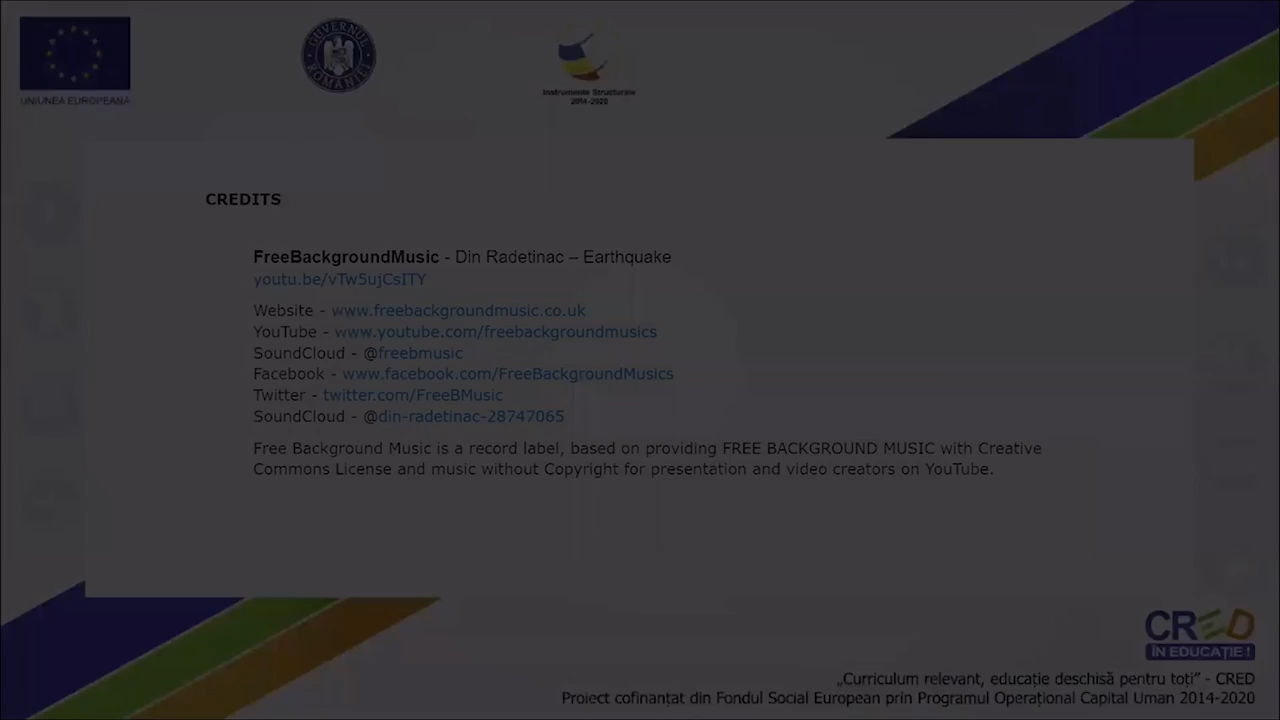 UNIUNEA EUROPEANĂ
GUVERNUL ROMÂNIEI
Instrumente Structurale
2014-2020
CREDITS
FreeBackgroundMusic - Din Radetinac – Earthquake
youtu.be/vTw5ujCsITY
Website - www.freebackgroundmusic.co.uk
YouTube - www.youtube.com/freebackgroundmusics
SoundCloud - @freebmusic
Facebook - www.facebook.com/FreeBackgroundMusics
Twitter - twitter.com/FreeBMusic
SoundCloud - @din-radetinac-28747065
Free Background Music is a record label, based on providing FREE BACKGROUND MUSIC with Creative
Commons License and music without Copyright for presentation and video creators on YouTube.
CRED
ÎN EDUCAȚIE !
„Curriculum relevant, educație deschisă pentru toți” - CRED
Proiect cofinanțat din Fondul Social European prin Programul Operațional Capital Uman 2014-2020